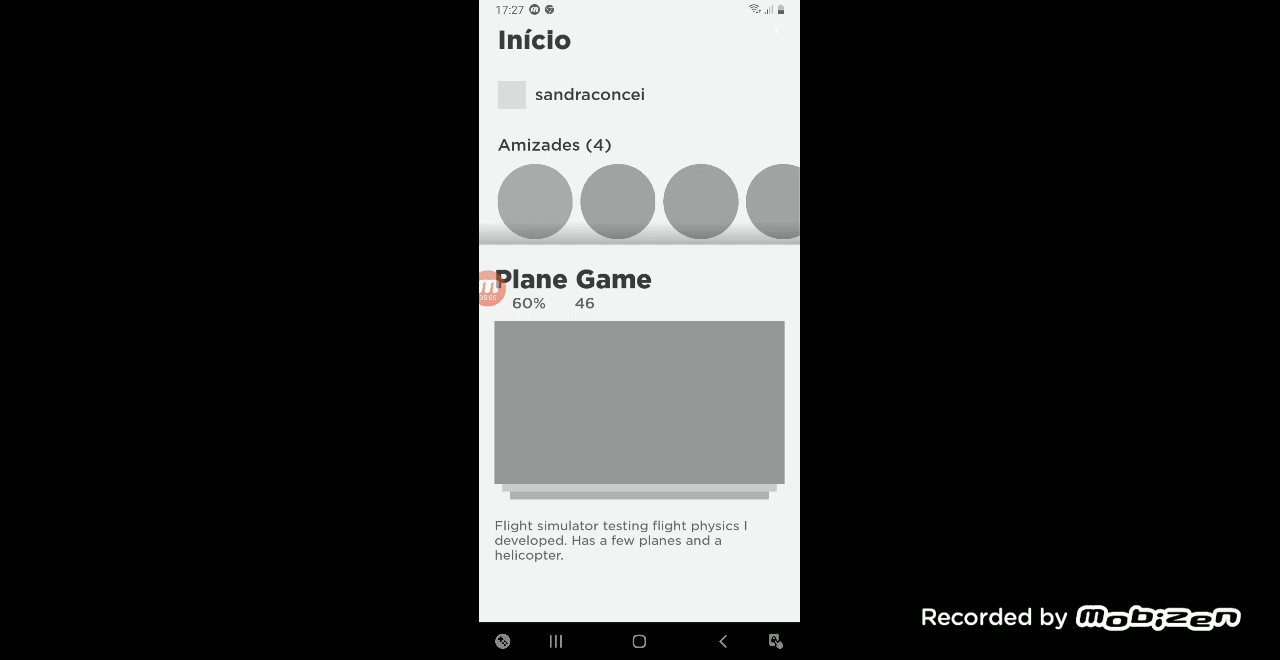 17:27
Início
sandraconcei
Amizades (4)
Plane Game
60% 46
Flight simulator testing flight physics I
developed. Has a few planes and a
helicopter.
Recorded by mobizen